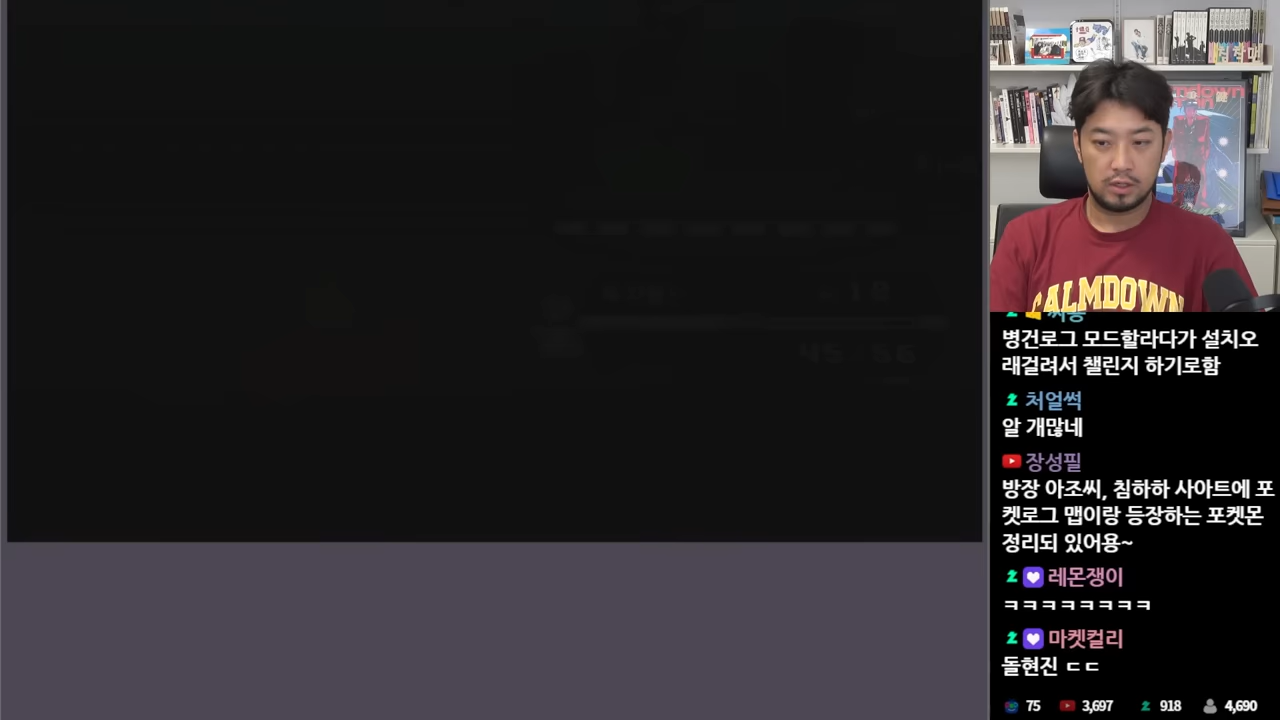 CALMDOWN
병건로그 모드할라다가 설치오
래걸려서 챌린지 하기로함
처얼썩
알 개많네
장성필
방장 아조씨, 침하하 사아트에 포
켓로그 맵이랑 등장하는 포켓몬
정리되 있어용~
레몬쟁이
ㅋㅋㅋㅋㅋㅋㅋㅋ
마켓컬리
돌현진 ㄷㄷ
75 3,697 918 4,690